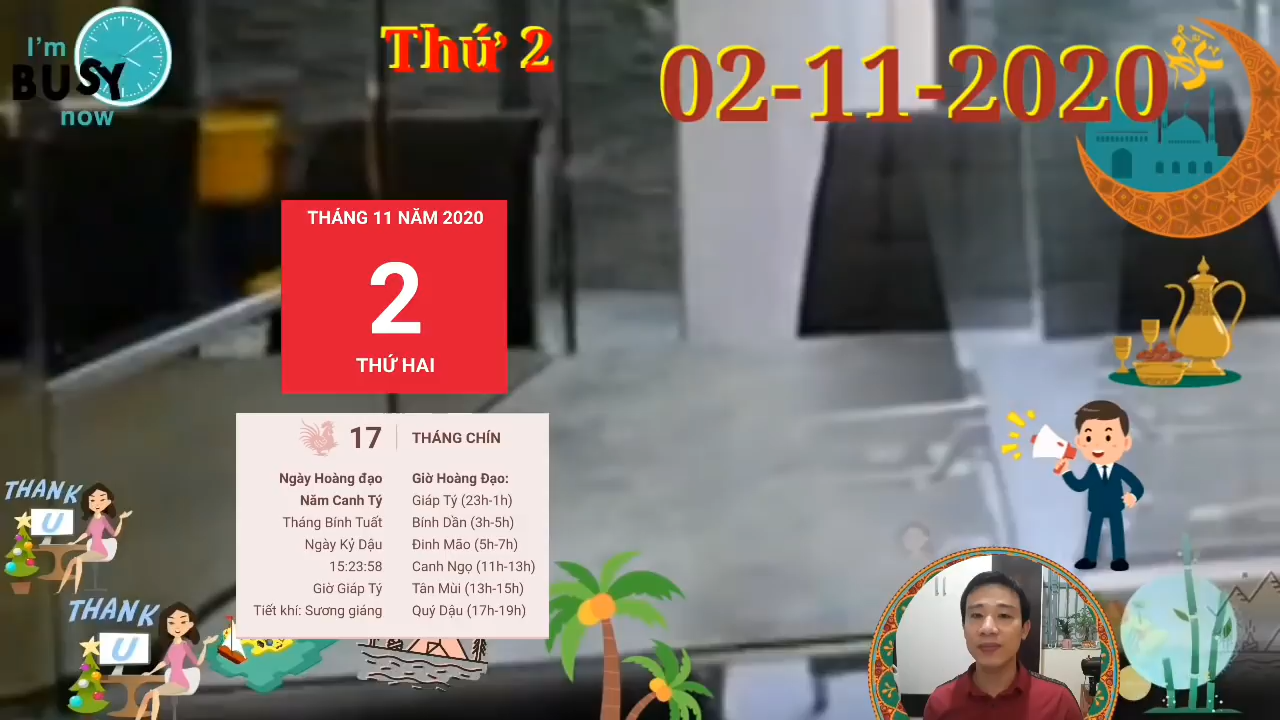 I'm
BUSY
now
Thứ 2
02-11-2020
THÁNG 11 NĂM 2020
2
THỨ HAI
17
THÁNG CHÍN
Ngày Hoàng đạo
Giờ Hoàng Đạo:
Năm Canh Tý
Giáp Tý (23h-1h)
Tháng Bính Tuất
Bính Dần (3h-5h)
Ngày Kỷ Dậu
Đinh Mão (5h-7h)
15:23:58
Canh Ngọ (11h-13h)
Giờ Giáp Tý
Tân Mùi (13h-15h)
Tiết khí: Sương giáng
Quý Dậu (17h-19h)
THANK
U
THANK
U